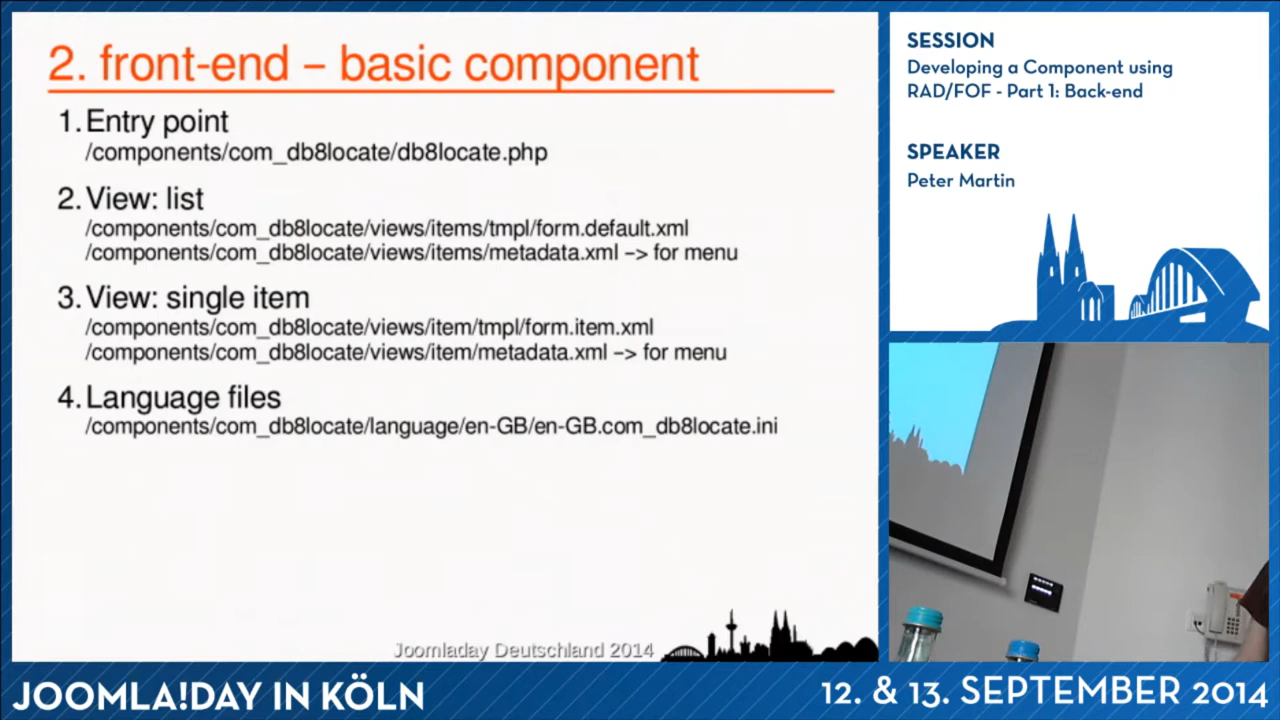 2. front-end – basic component
1. Entry point
/components/com_db8locate/db8locate.php
2. View: list
/components/com_db8locate/views/items/tmpl/form.default.xml
/components/com_db8locate/views/items/metadata.xml –> for menu
3. View: single item
/components/com_db8locate/views/item/tmpl/form.item.xml
/components/com_db8locate/views/item/metadata.xml –> for menu
4. Language files
/components/com_db8locate/language/en-GB/en-GB.com_db8locate.ini
Joomladay Deutschland 2014
SESSION
Developing a Component using
RAD/FOF - Part 1: Back-end
SPEAKER
Peter Martin
JOOMLA!DAY IN KÖLN
12. & 13. SEPTEMBER 2014